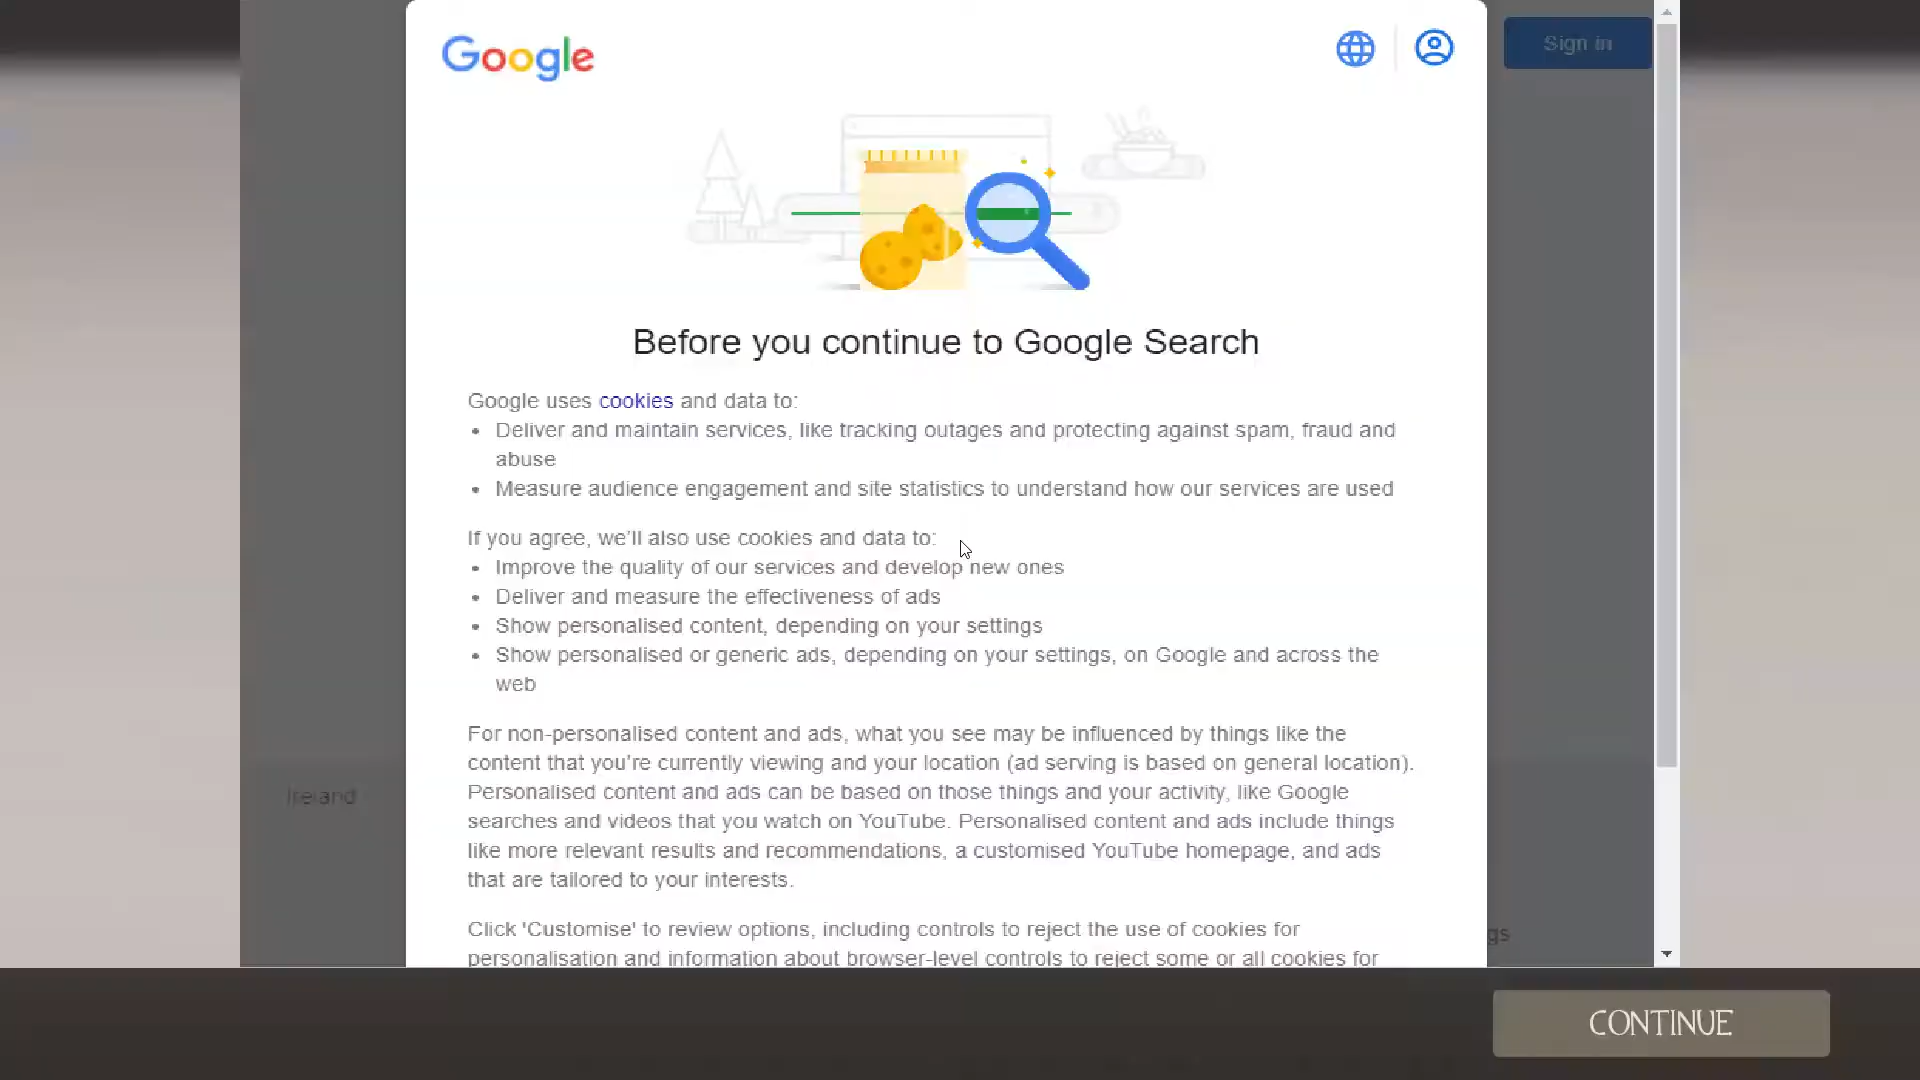 Google
Sign in
Before you continue to Google Search
Google uses cookies and data to:
• Deliver and maintain services, like tracking outages and protecting against spam, fraud and
abuse
• Measure audience engagement and site statistics to understand how our services are used
If you agree, we'll also use cookies and data to:
• Improve the quality of our services and develop new ones
• Deliver and measure the effectiveness of ads
• Show personalised content, depending on your settings
• Show personalised or generic ads, depending on your settings, on Google and across the
web
For non-personalised content and ads, what you see may be influenced by things like the
content that you're currently viewing and your location (ad serving is based on general location).
Personalised content and ads can be based on those things and your activity, like Google
searches and videos that you watch on YouTube. Personalised content and ads include things
like more relevant results and recommendations, a customised YouTube homepage, and ads
that are tailored to your interests.
Ireland
Click 'Customise' to review options, including controls to reject the use of cookies for
gs
personalisation and information about browser-level controls to reject some or all cookies for
CONTINUE